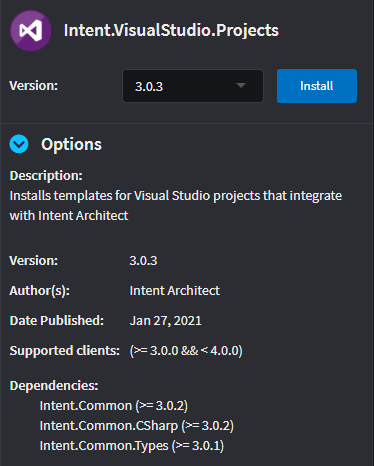 Intent.VisualStudio.Projects
Version: 3.0.3 Install
Options
Description:
Installs templates for Visual Studio projects that integrate
with Intent Architect
Version: 3.0.3
Author(s): Intent Architect
Date Published: Jan 27, 2021
Supported clients: (>= 3.0.0 && < 4.0.0)
Dependencies:
Intent.Common (>= 3.0.2)
Intent.Common.CSharp (>= 3.0.2)
Intent.Common.Types (>= 3.0.1)